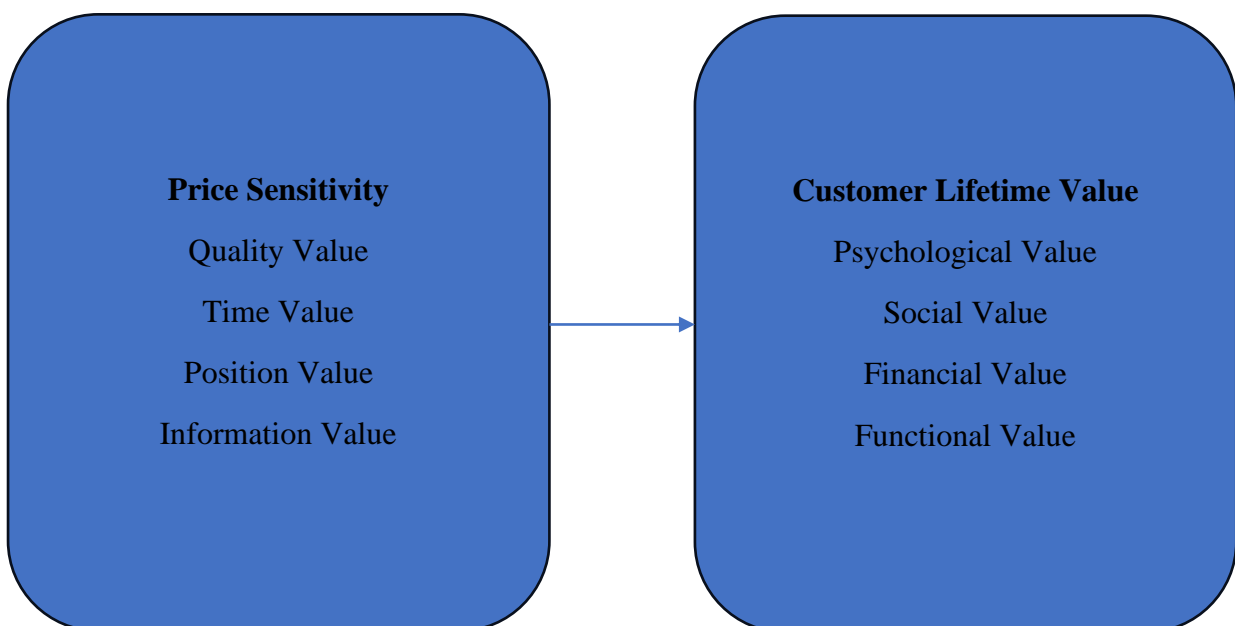 Price Sensitivity
Quality Value
Time Value
Position Value
Information Value
Customer Lifetime Value
Psychological Value
Social Value
Financial Value
Functional Value